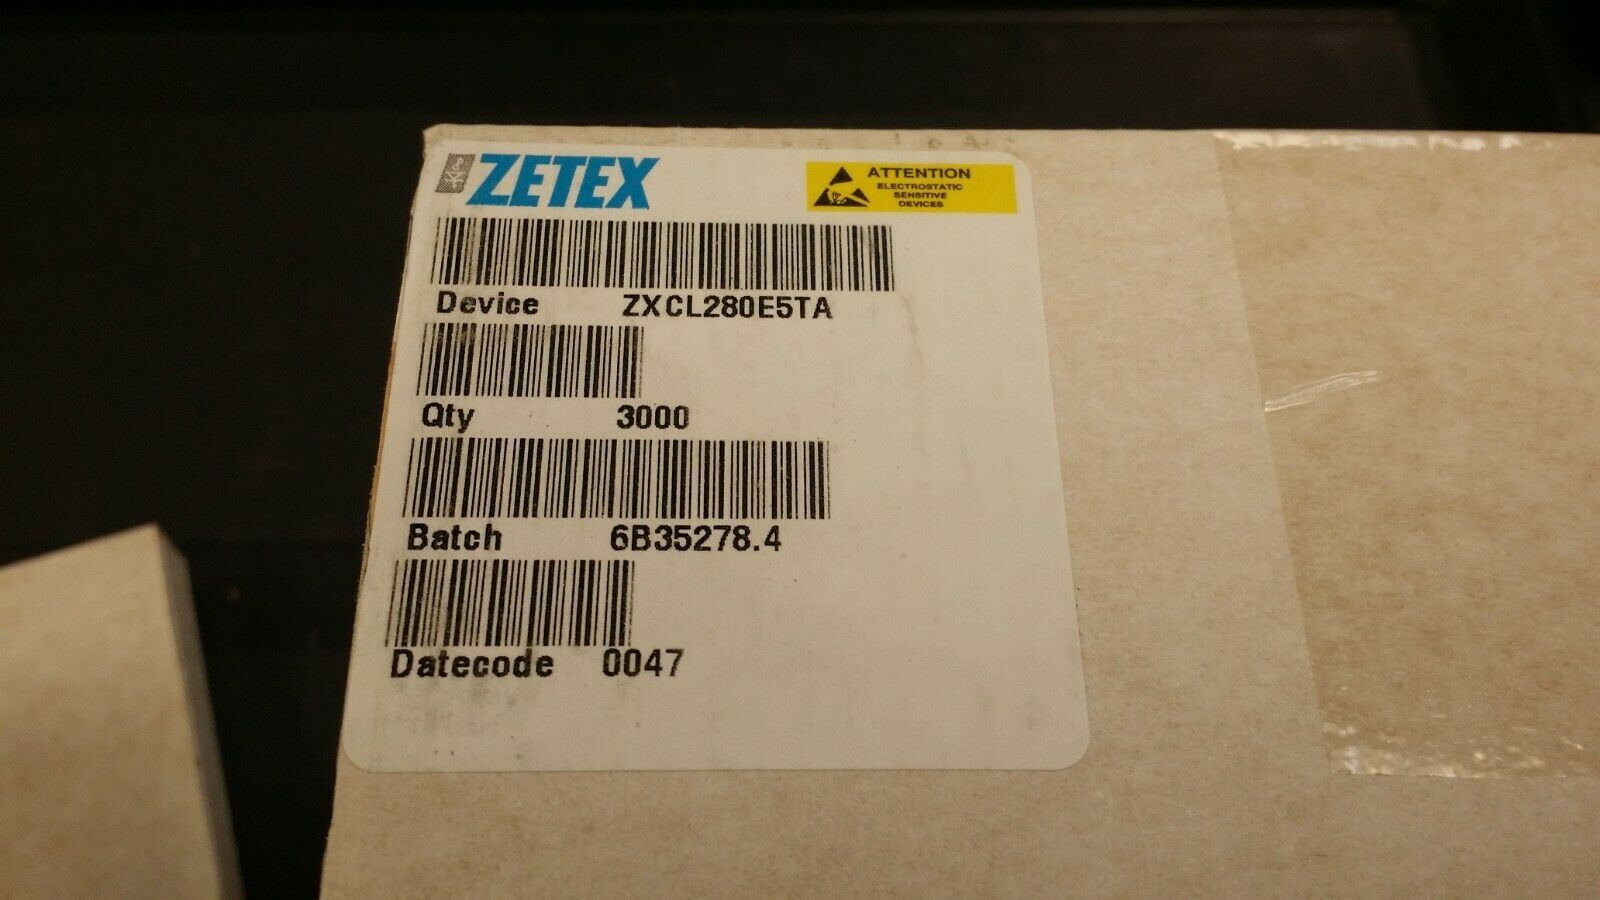 ZETEX
ATTENTION
ELECTROSTATIC
SENSITIVE
DEVICES
Device ZXCL280E5TA
Qty 3000
Batch 6B35278.4
Datecode 0047